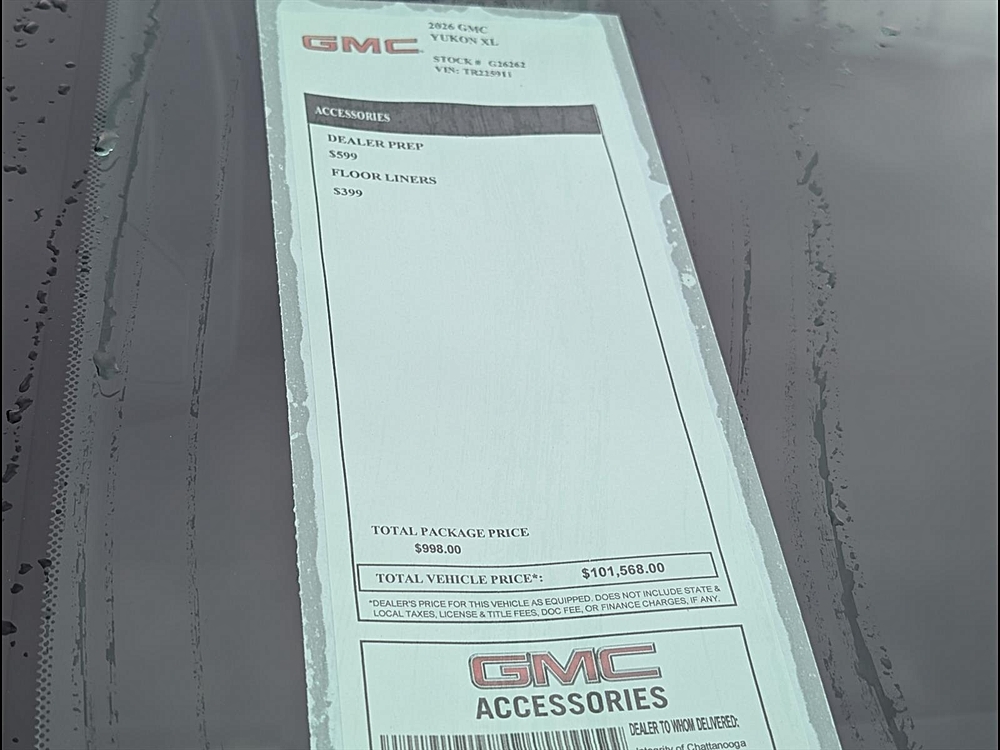 GMC
2026 GMC
YUKON XL
STOCK # G26262
VIN: TR225911
ACCESSORIES
DEALER PREP
$599
FLOOR LINERS
$399
TOTAL PACKAGE PRICE
$998.00
TOTAL VEHICLE PRICE*:
$101,568.00
*DEALER'S PRICE FOR THIS VEHICLE AS EQUIPPED. DOES NOT INCLUDE STATE &
LOCAL TAXES, LICENSE & TITLE FEES, DOC FEE, OR FINANCE CHARGES, IF ANY.
GMC
ACCESSORIES
DEALER TO WHOM DELIVERED:
Integrity of Chattanooga